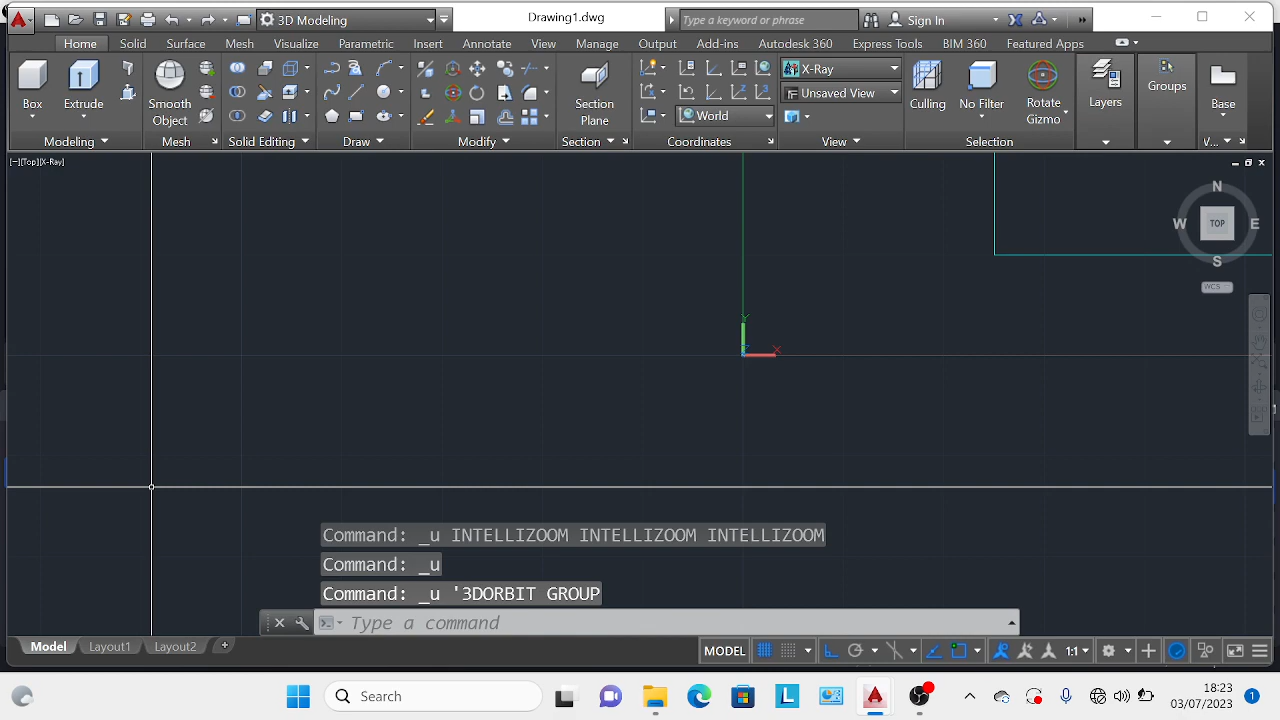 3D Modeling
Drawing1.dwg
Type a keyword or phrase
Sign In
Home
Solid
Surface
Mesh
Visualize
Parametric
Insert
Annotate
View
Manage
Output
Add-ins
Autodesk 360
Express Tools
BIM 360
Featured Apps
Box
Extrude
Smooth
Object
Section
Plane
X-Ray
Unsaved View
World
Culling
No Filter
Rotate
Gizmo
Layers
Groups
Base
Modeling
Mesh
Solid Editing
Draw
Modify
Section
Coordinates
View
Selection
V...
[−][Top][X-Ray]
N
W
TOP
E
S
WCS
Y
X
Command: _u INTELLIZOOM INTELLIZOOM INTELLIZOOM
Command: _u
Command: _u '3DORBIT GROUP
Type a command
Model
Layout1
Layout2
MODEL
1:1
Search
18:23
03/07/2023
1